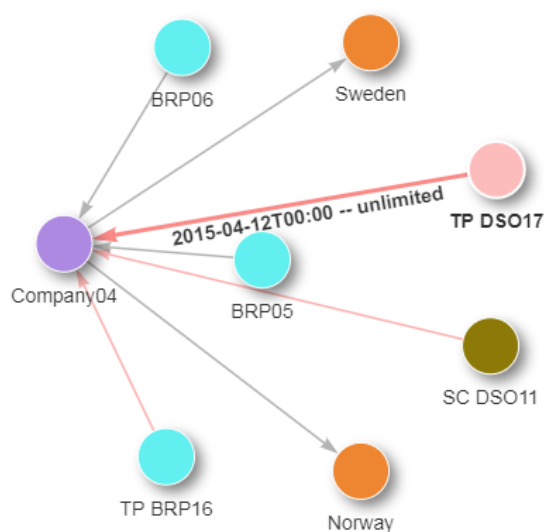 BRP06
Sweden
2015-04-12T00:00 -- unlimited
TP DSO17
Company04
BRP05
SC DSO11
TP BRP16
Norway